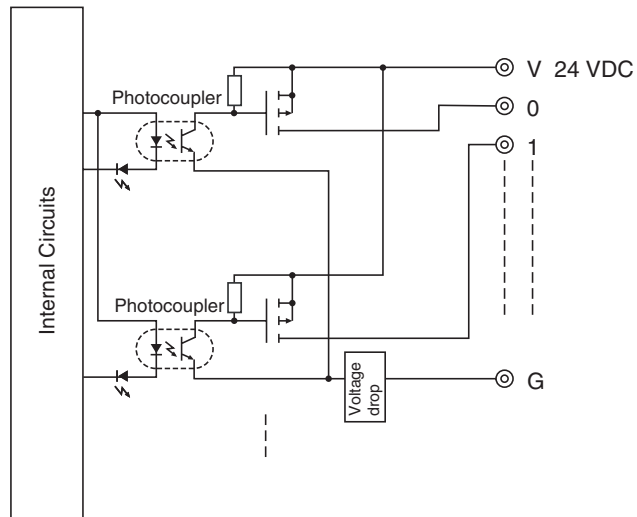 V 24 VDC
Photocoupler
0
1
Internal Circuits
Photocoupler
Voltage
drop
G